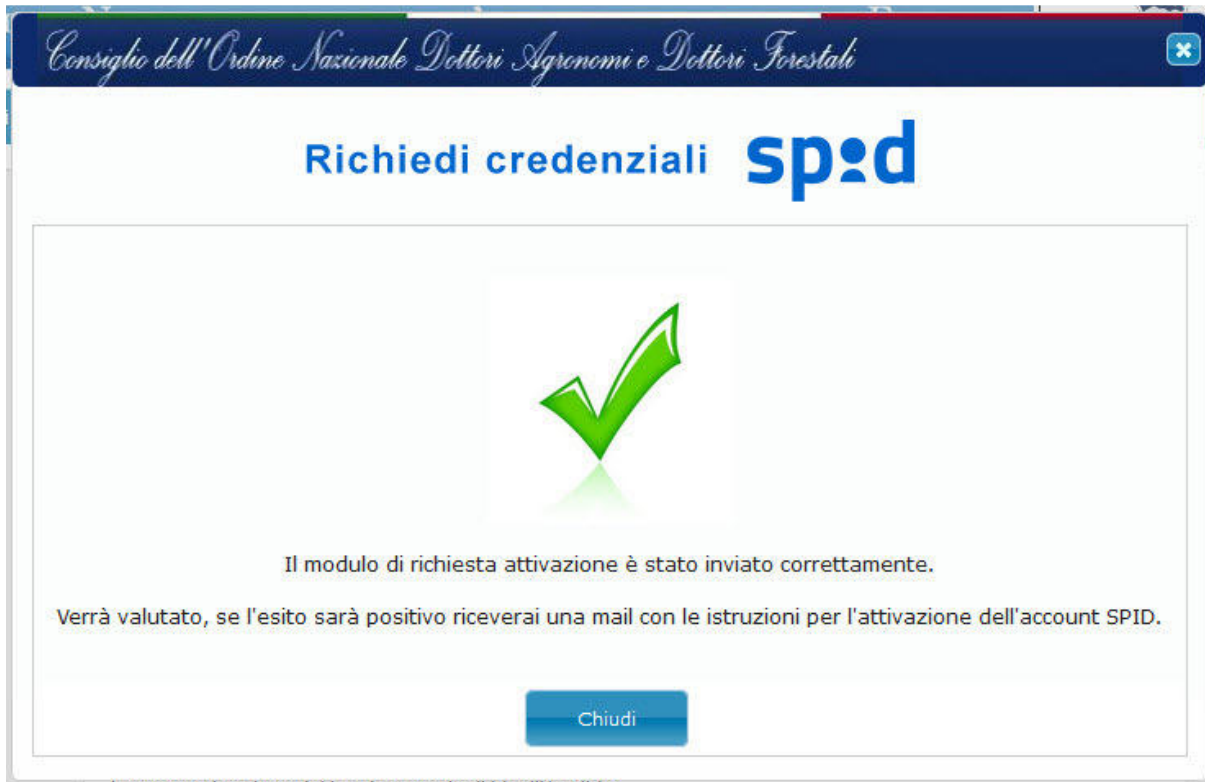 Consiglio dell'Ordine Nazionale Dottori Agronomi e Dottori Forestali
Richiedi credenziali spid
Il modulo di richiesta attivazione è stato inviato correttamente.
Verrà valutato, se l'esito sarà positivo riceverai una mail con le istruzioni per l'attivazione dell'account SPID.
Chiudi